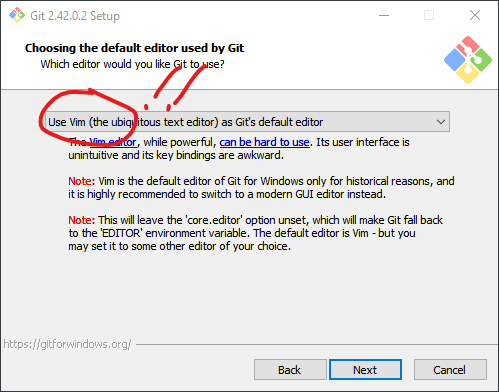 Git 2.42.0.2 Setup
Choosing the default editor used by Git
Which editor would you like Git to use?
Use Vim (the ubiquitous text editor) as Git's default editor
The Vim editor, while powerful, can be hard to use. Its user interface is
unintuitive and its key bindings are awkward.
Note: Vim is the default editor of Git for Windows only for historical reasons, and
it is highly recommended to switch to a modern GUI editor instead.
Note: This will leave the 'core.editor' option unset, which will make Git fall back
to the 'EDITOR' environment variable. The default editor is Vim - but you
may set it to some other editor of your choice.
https://gitforwindows.org/
Back Next Cancel